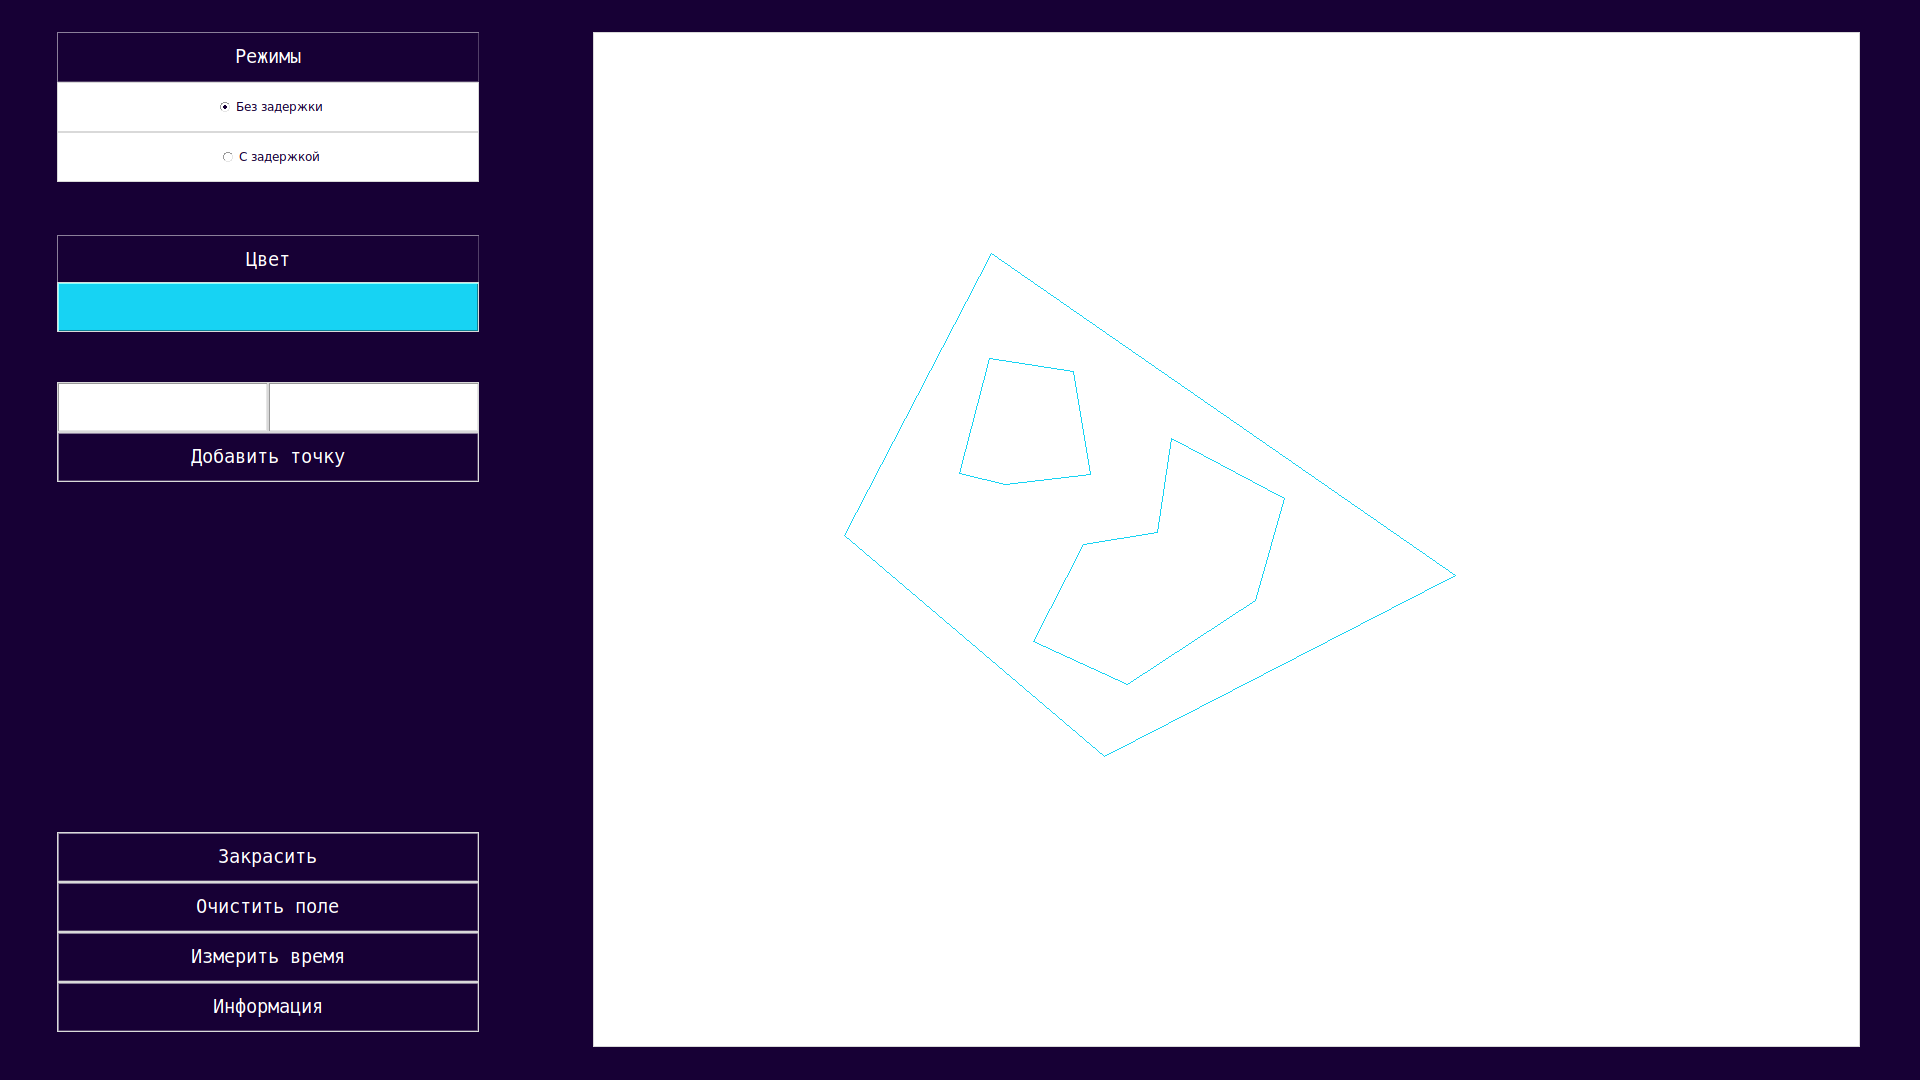 Режимы
Без задержки
С задержкой
Цвет
Добавить точку
Закрасить
Очистить поле
Измерить время
Информация